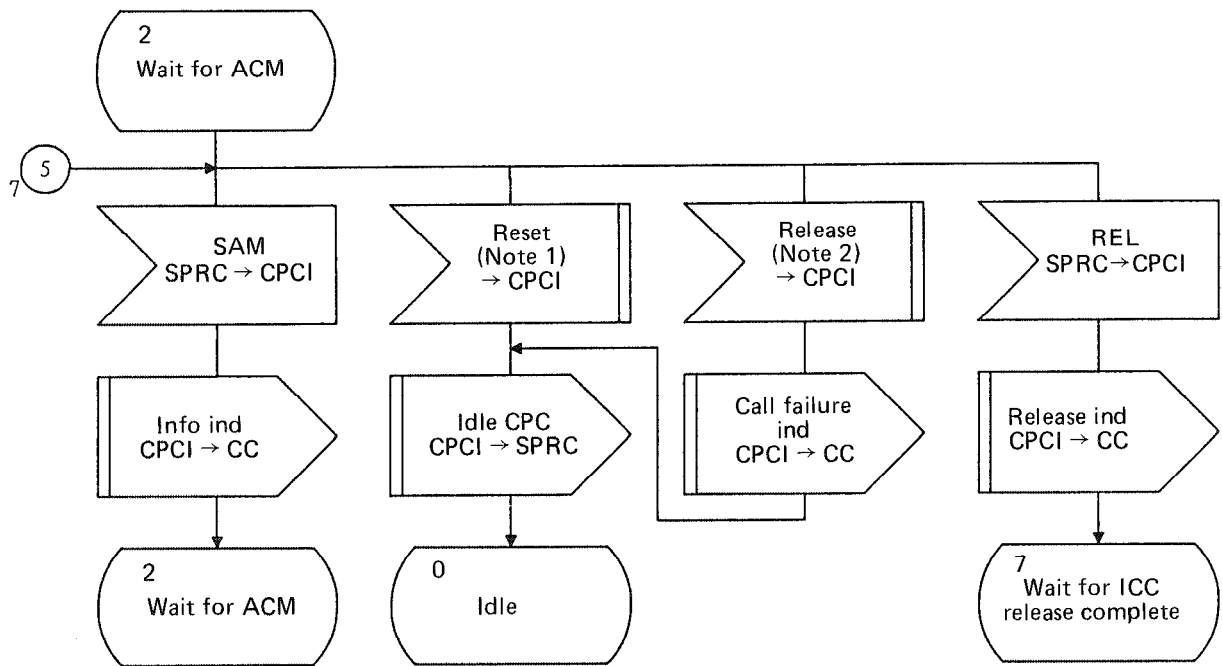 2
Wait for ACM
5
7
SAM
SPRC → CPCI
Reset
(Note 1)
→ CPCI
Release
(Note 2)
→ CPCI
REL
SPRC → CPCI
Info ind
CPCI → CC
Idle CPC
CPCI → SPRC
Call failure
ind
CPCI → CC
Release ind
CPCI → CC
2
Wait for ACM
0
Idle
7
Wait for ICC
release complete